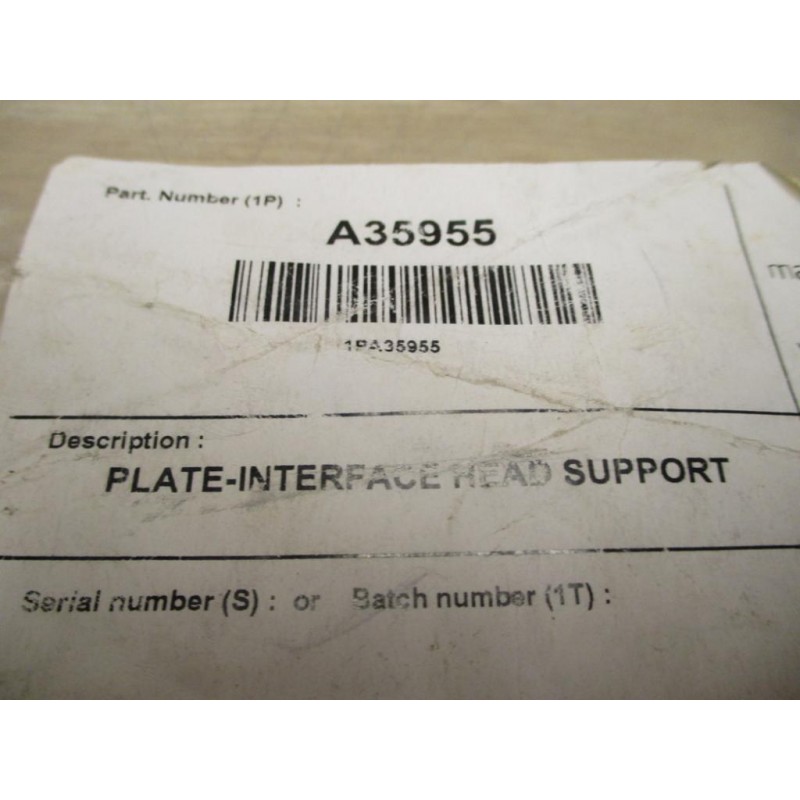 Part. Number (1P) :
A35955
1PA35955
Description :
PLATE-INTERFACE HEAD SUPPORT
Serial number (S) : or Batch number (1T) :